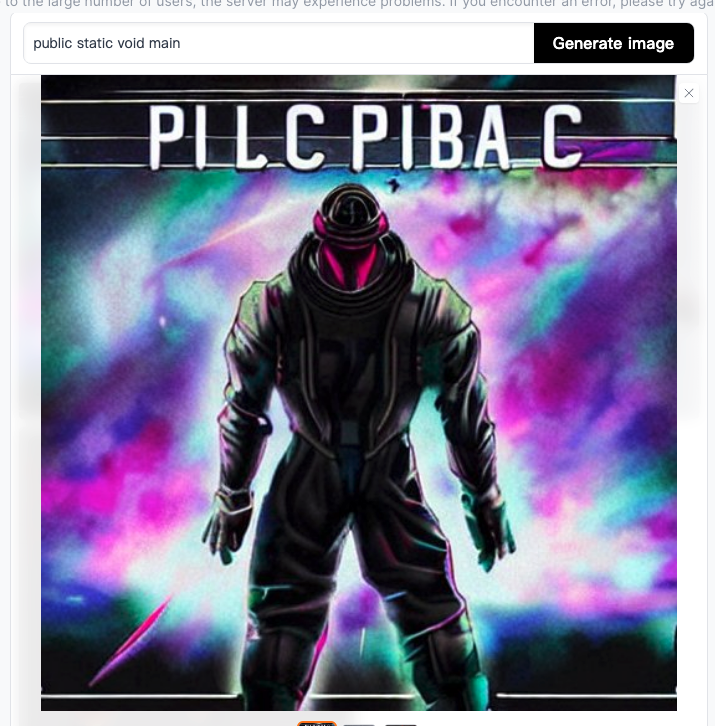 to the large number of users, the server may experience problems. If you encounter an error, please try aga
public static void main
Generate image
PILC PIBA C